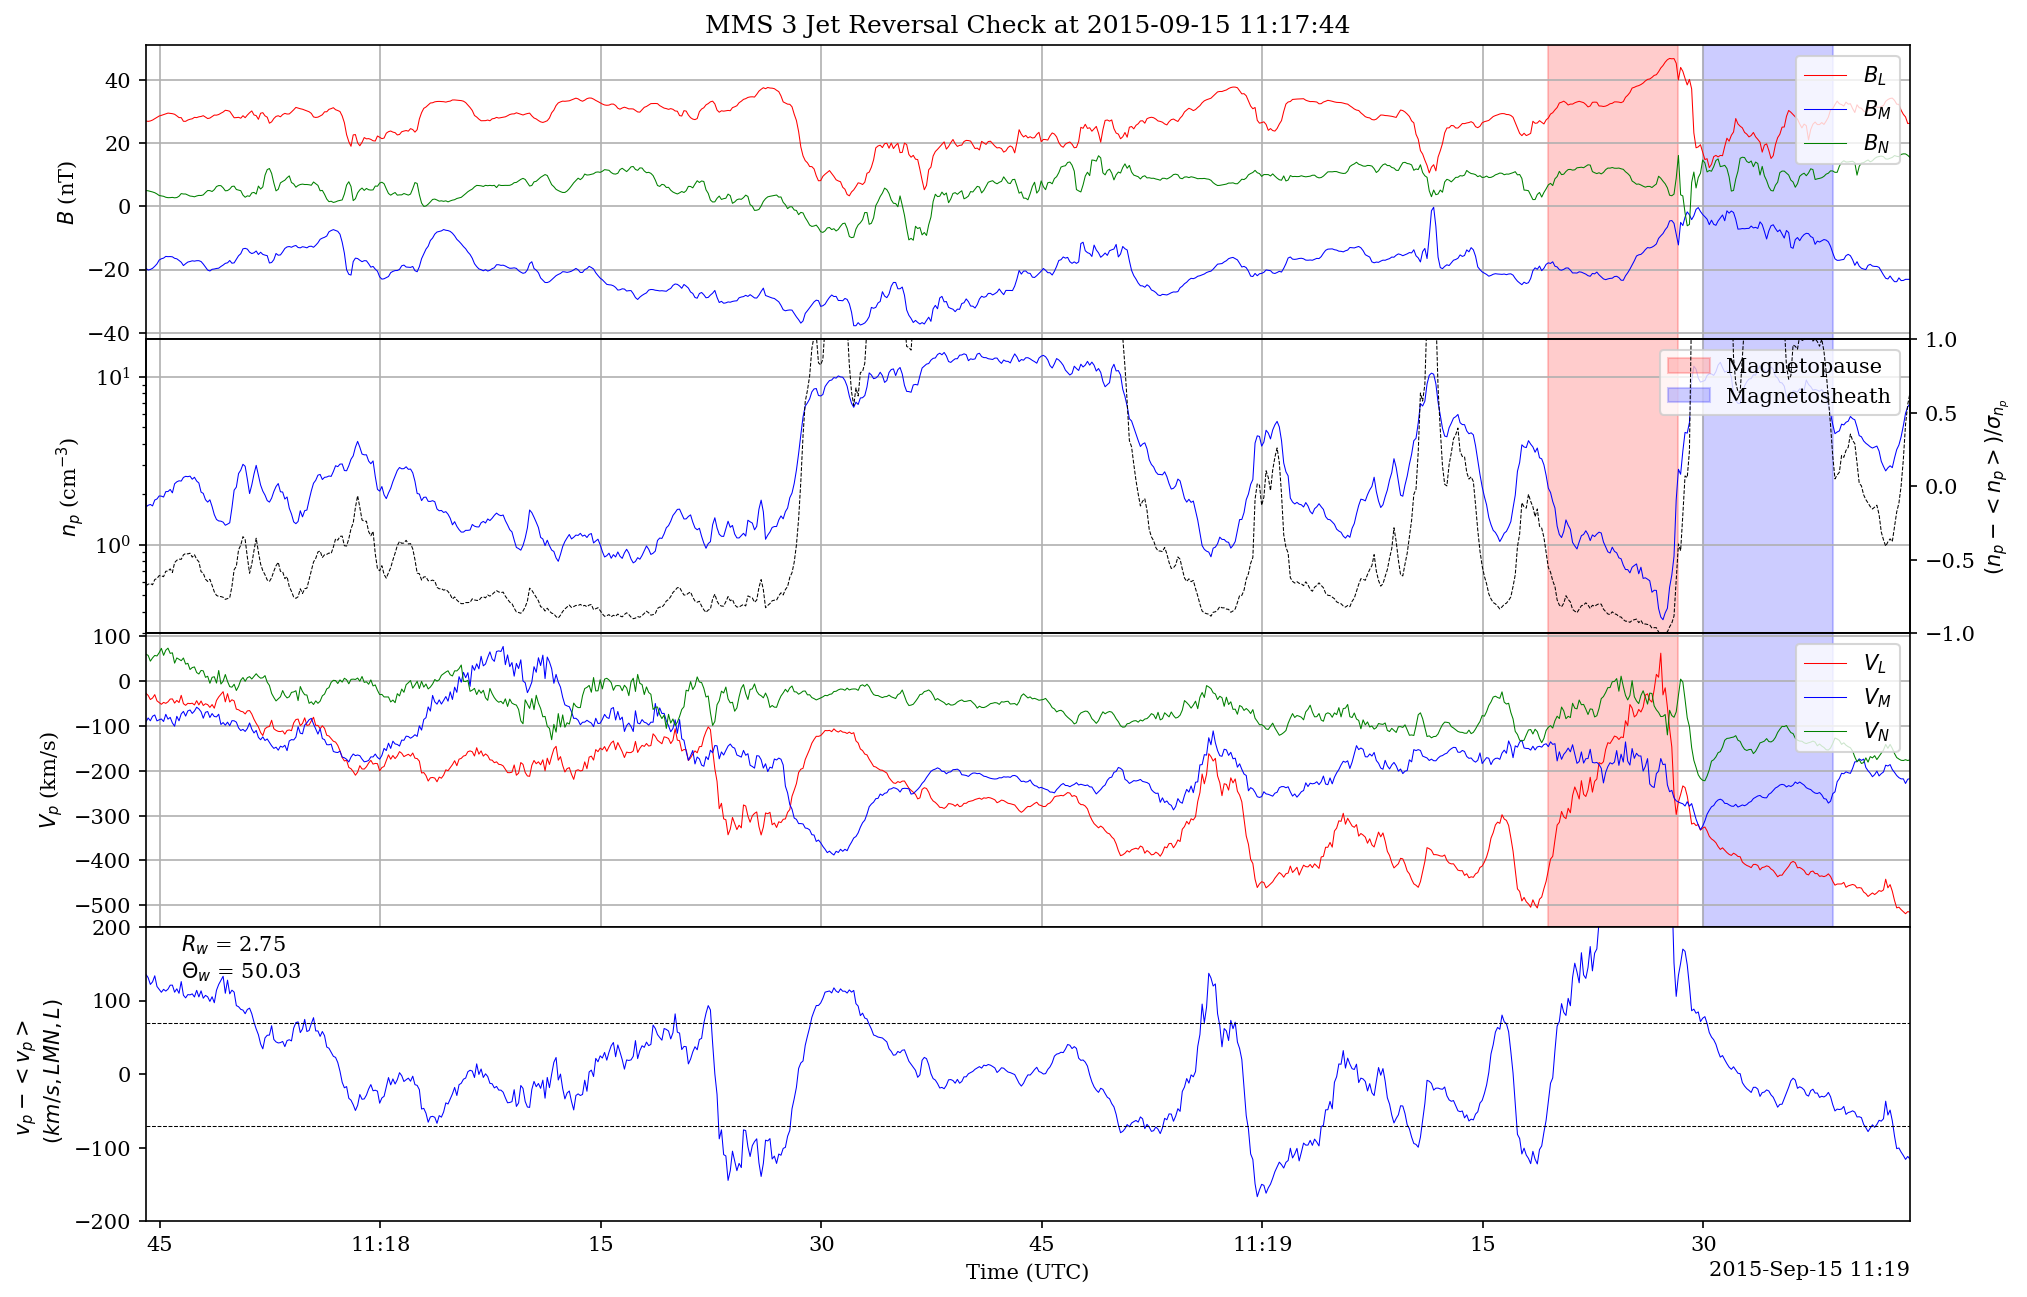 MMS 3 Jet Reversal Check at 2015-09-15 11:17:44
40
20
0
−20
−40
B (nT)
B_L
B_M
B_N
10^1
10^0
n_p (cm^−3)
1.0
0.5
0.0
−0.5
−1.0
(n_p − < n_p >)/σ_{n_p}
Magnetopause
Magnetosheath
100
0
−100
−200
−300
−400
−500
V_p (km/s)
V_L
V_M
V_N
200
100
0
−100
−200
v_p − < v_p >
(km/s, LMN, L)
R_w = 2.75
Θ_w = 50.03
45
11:18
15
30
45
11:19
15
30
Time (UTC)
2015-Sep-15 11:19